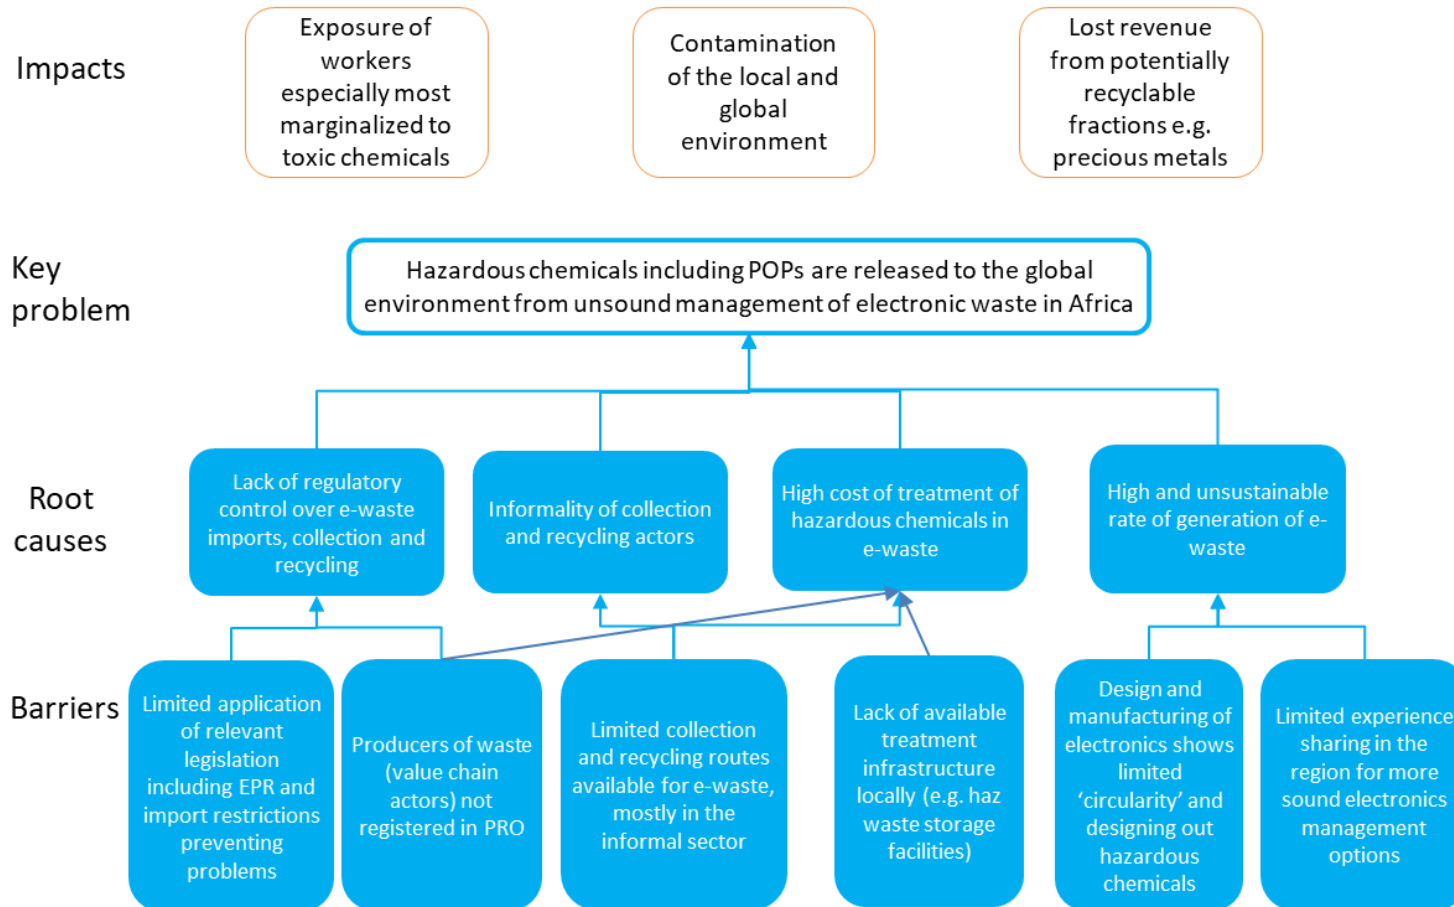 Impacts
Exposure of
workers
especially most
marginalized to
toxic chemicals
Contamination
of the local and
global
environment
Lost revenue
from potentially
recyclable
fractions e.g.
precious metals
Key
problem
Hazardous chemicals including POPs are released to the global
environment from unsound management of electronic waste in Africa
Root
causes
Lack of regulatory
control over e-waste
imports, collection and
recycling
Informality of collection
and recycling actors
High cost of treatment of
hazardous chemicals in
e-waste
High and unsustainable
rate of generation of e-
waste
Barriers
Limited application
of relevant
legislation
including EPR and
import restrictions
preventing
problems
Producers of waste
(value chain
actors) not
registered in PRO
Limited collection
and recycling routes
available for e-waste,
mostly in the
informal sector
Lack of available
treatment
infrastructure
locally (e.g. haz
waste storage
facilities)
Design and
manufacturing of
electronics shows
limited
‘circularity’ and
designing out
hazardous
chemicals
Limited experience
sharing in the
region for more
sound electronics
management
options